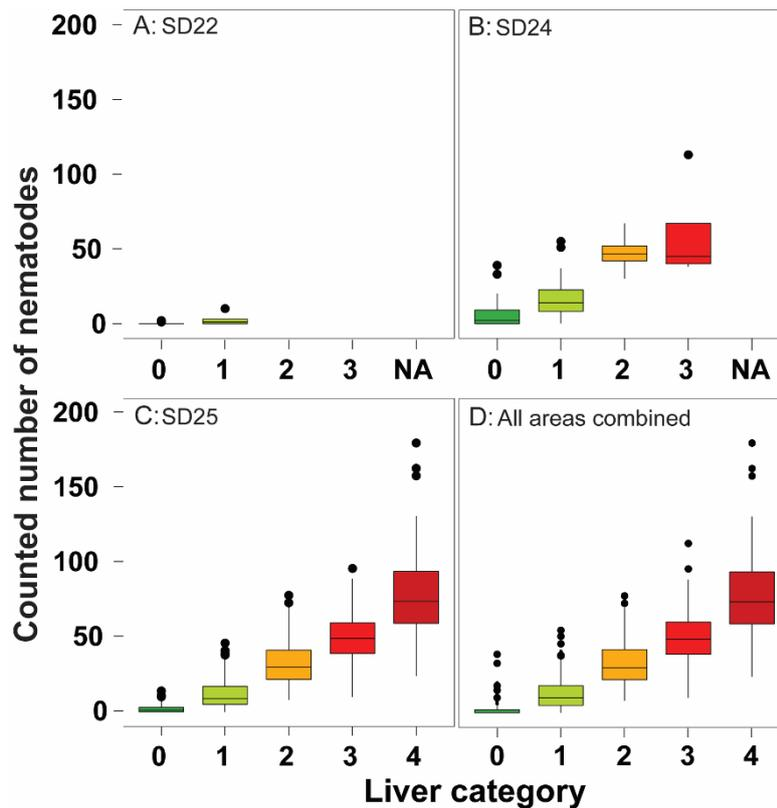 Counted number of nematodes
A: SD22
B: SD24
200
150
100
50
0
0 1 2 3 NA
0 1 2 3 NA
C: SD25
D: All areas combined
200
150
100
50
0
0 1 2 3 4
0 1 2 3 4
Liver category